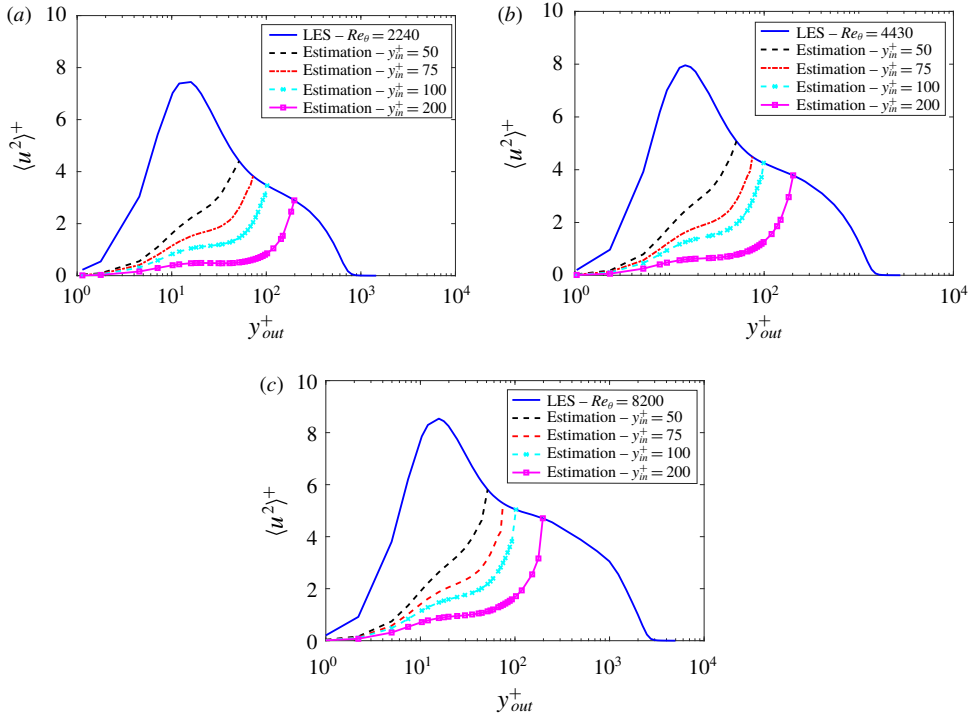 (a)
10
8
6
4
2
0
⟨u²⟩⁺
10⁰ 10¹ 10² 10³ 10⁴
y⁺out
LES – Reθ = 2240
Estimation – y⁺in = 50
Estimation – y⁺in = 75
Estimation – y⁺in = 100
Estimation – y⁺in = 200
(b)
10
8
6
4
2
0
⟨u²⟩⁺
10⁰ 10² 10⁴
y⁺out
LES – Reθ = 4430
Estimation – y⁺in = 50
Estimation – y⁺in = 75
Estimation – y⁺in = 100
Estimation – y⁺in = 200
(c)
10
8
6
4
2
0
⟨u²⟩⁺
10⁰ 10¹ 10² 10³ 10⁴
y⁺out
LES – Reθ = 8200
Estimation – y⁺in = 50
Estimation – y⁺in = 75
Estimation – y⁺in = 100
Estimation – y⁺in = 200